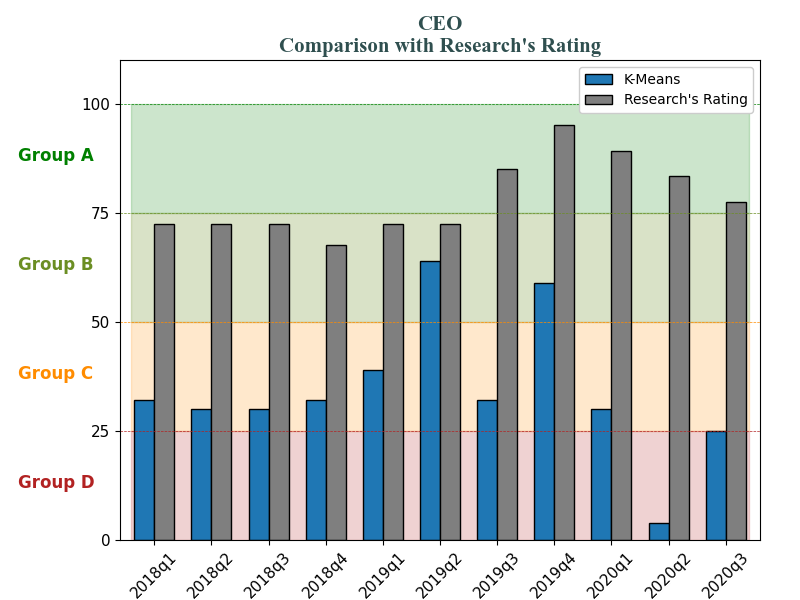 CEO
Comparison with Research's Rating
K-Means
Research's Rating
100
Group A
75
Group B
50
Group C
25
Group D
0
2018q1
2018q2
2018q3
2018q4
2019q1
2019q2
2019q3
2019q4
2020q1
2020q2
2020q3